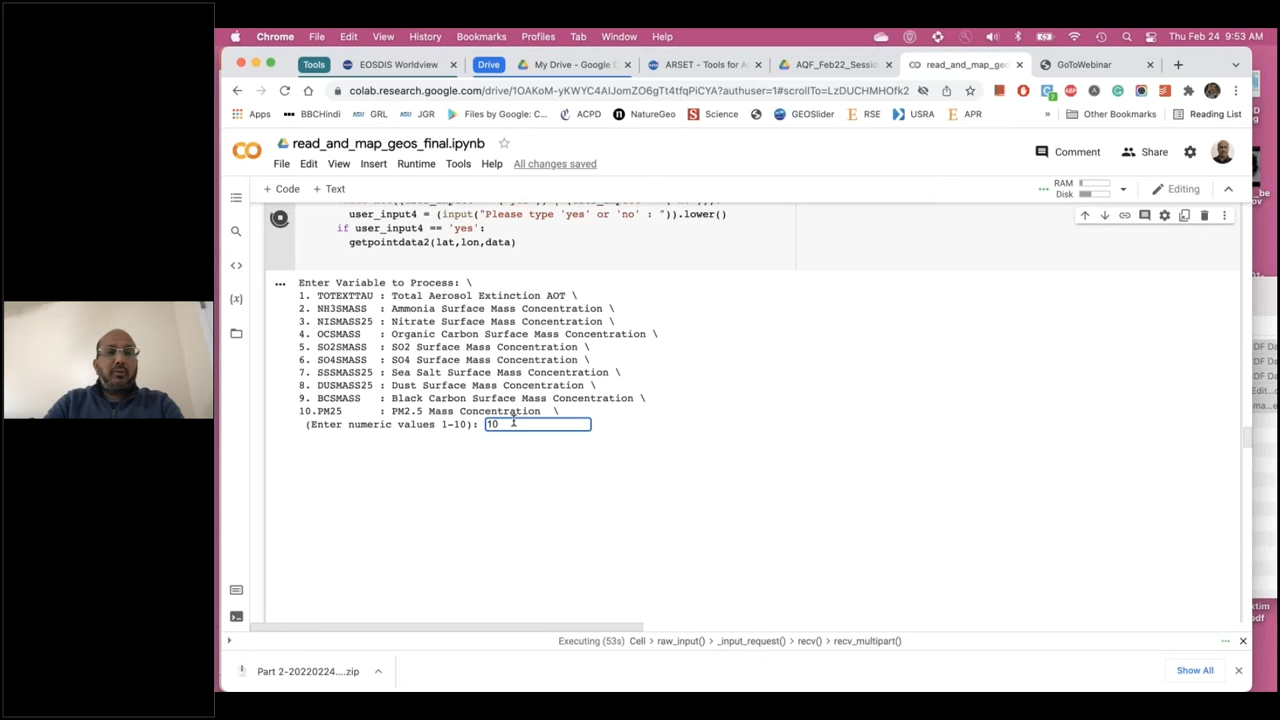 Chrome File Edit View History Bookmarks Profiles Tab Window Help Thu Feb 24 9:53 AM
Tools EOSDIS Worldview Drive My Drive - Google D ARSET - Tools for A AQF_Feb22_Sessio read_and_map_geo GoToWebinar
colab.research.google.com/drive/1OAKoM-yKWYC4AlJomZO6gTt4tfqPiCYA?authuser=1#scrollTo=LzDUCHMHOfk2
Apps BBCHindi GRL JGR Files by Google: C... ACPD NatureGeo Science GEOSlider RSE USRA APR » Other Bookmarks Reading List
read_and_map_geos_final.ipynb
File Edit View Insert Runtime Tools Help All changes saved
Comment Share
+ Code + Text
RAM
Disk
Editing
user_input4 = (input("Please type 'yes' or 'no' : ")).lower()
if user_input4 == 'yes':
getpointdata2(lat,lon,data)
Enter Variable to Process: \
1. TOTEXTTAU : Total Aerosol Extinction AOT \
2. NH3SMASS : Ammonia Surface Mass Concentration \
3. NISMASS25 : Nitrate Surface Mass Concentration \
4. OCSMASS : Organic Carbon Surface Mass Concentration \
5. SO2SMASS : SO2 Surface Mass Concentration \
6. SO4SMASS : SO4 Surface Mass Concentration \
7. SSSMASS25 : Sea Salt Surface Mass Concentration \
8. DUSMASS25 : Dust Surface Mass Concentration \
9. BCSMASS : Black Carbon Surface Mass Concentration \
10.PM25 : PM2.5 Mass Concentration \
(Enter numeric values 1-10): 10
Executing (53s) Cell > raw_input() > _input_request() > recv() > recv_multipart()
Part 2-20220224....zip
Show All